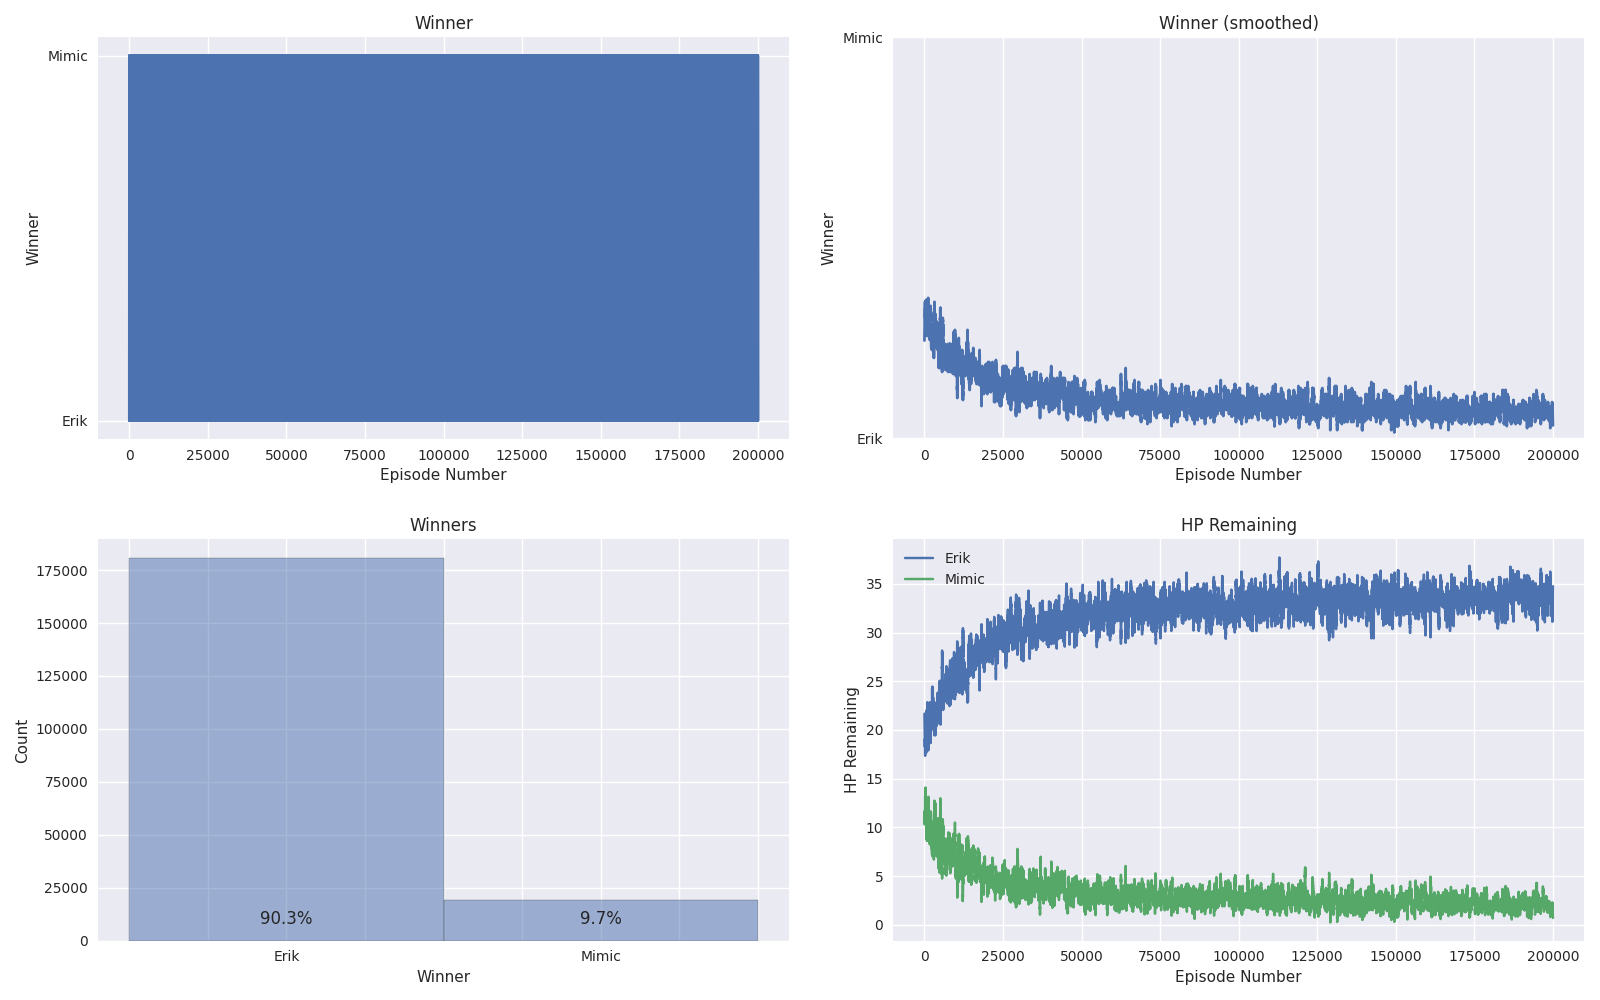 Winner
Mimic
Erik
Winner
0 25000 50000 75000 100000 125000 150000 175000 200000
Episode Number
Winner (smoothed)
Mimic
Erik
Winner
0 25000 50000 75000 100000 125000 150000 175000 200000
Episode Number
Winners
175000
150000
125000
100000
75000
50000
25000
0
Count
90.3% 9.7%
Erik Mimic
Winner
HP Remaining
Erik
Mimic
35
30
25
20
15
10
5
0
HP Remaining
0 25000 50000 75000 100000 125000 150000 175000 200000
Episode Number